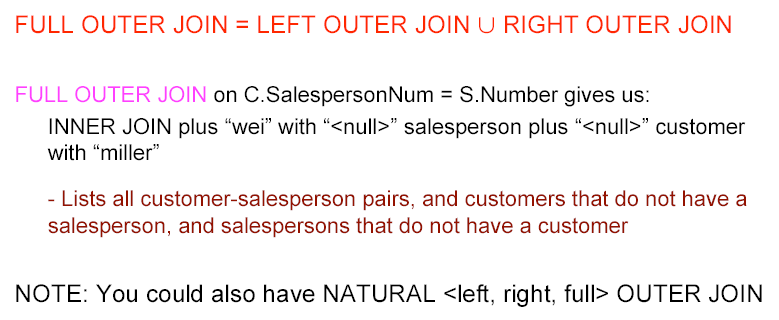 FULL OUTER JOIN = LEFT OUTER JOIN ∪ RIGHT OUTER JOIN
FULL OUTER JOIN on C.SalespersonNum = S.Number gives us:
INNER JOIN plus “wei” with “<null>” salesperson plus “<null>” customer
with “miller”
- Lists all customer-salesperson pairs, and customers that do not have a
salesperson, and salespersons that do not have a customer
NOTE: You could also have NATURAL <left, right, full> OUTER JOIN